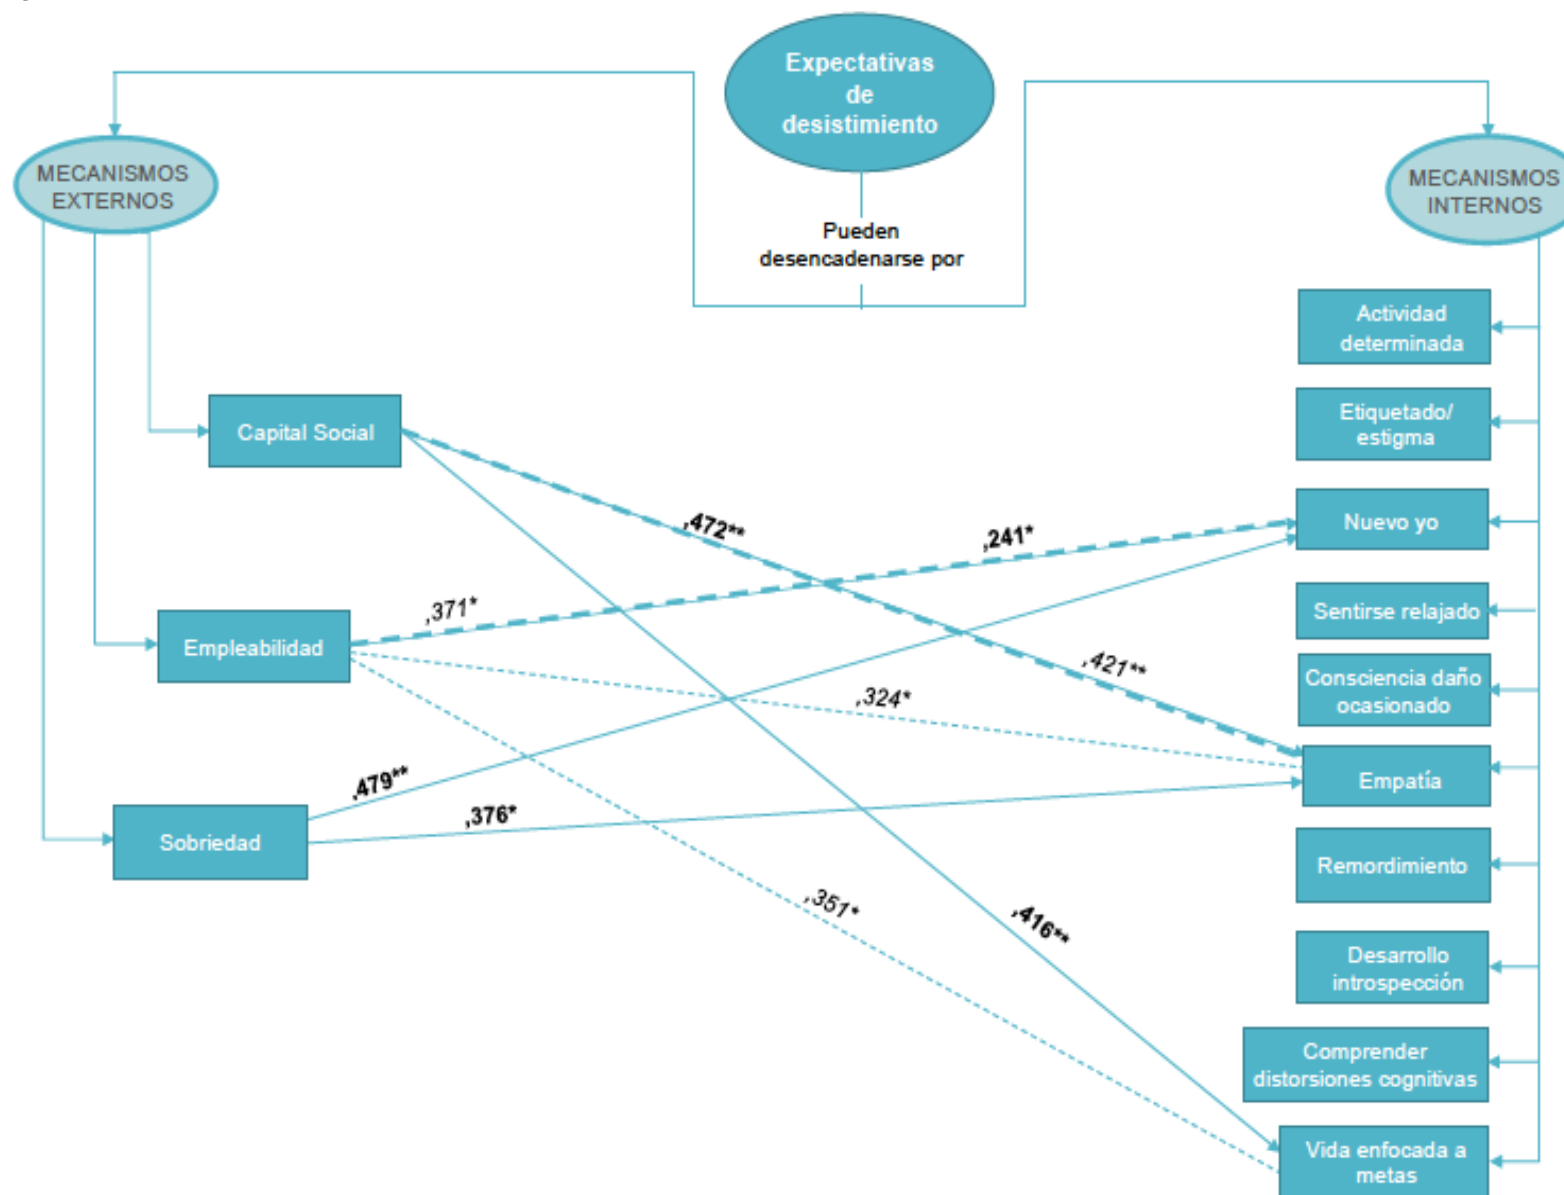 Expectativas
de
desistimiento
MECANISMOS
EXTERNOS
MECANISMOS
INTERNOS
Pueden
desencadenarse por
Actividad
determinada
Etiquetado/
estigma
Capital Social
,472**
,241*
Nuevo yo
,371*
Sentirse relajado
Empleabilidad
,421**
,324*
Consciencia daño
ocasionado
,479**
Empatía
,376*
Sobriedad
Remordimiento
,351*
,416**
Desarrollo
introspección
Comprender
distorsiones cognitivas
Vida enfocada a
metas